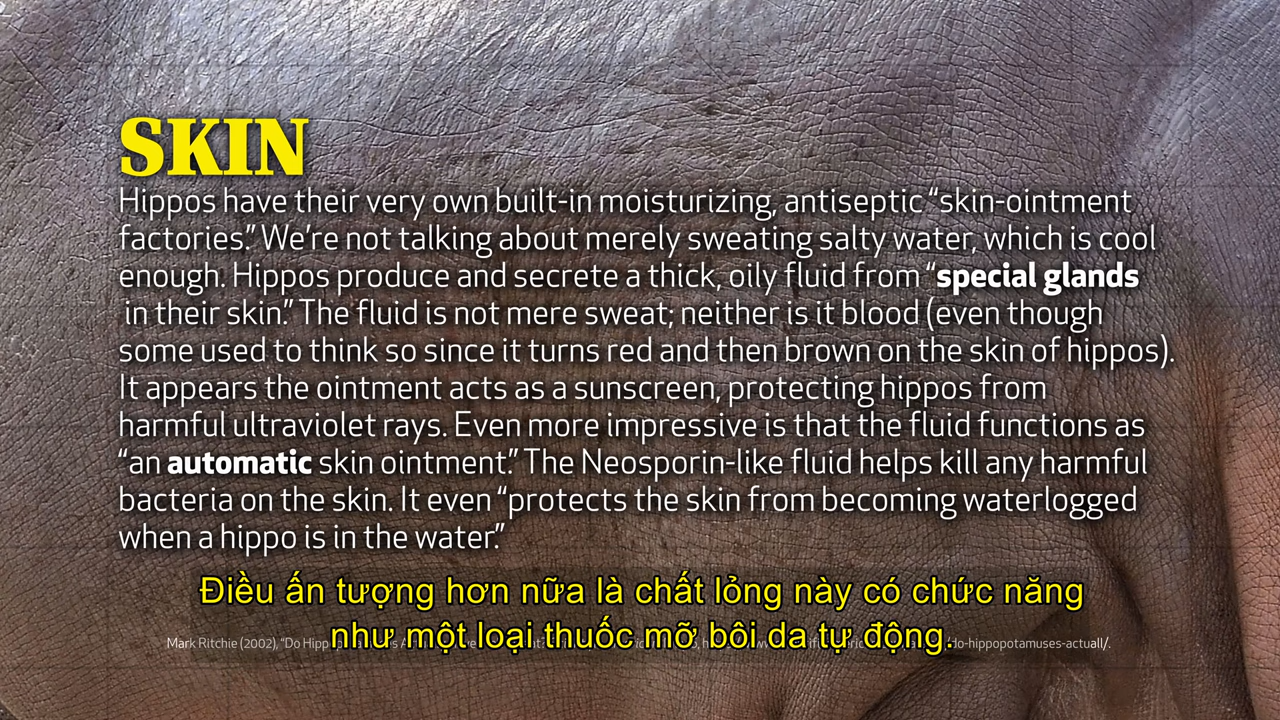 SKIN
Hippos have their very own built-in moisturizing, antiseptic “skin-ointment
factories.” We’re not talking about merely sweating salty water, which is cool
enough. Hippos produce and secrete a thick, oily fluid from “special glands
in their skin.” The fluid is not mere sweat; neither is it blood (even though
some used to think so since it turns red and then brown on the skin of hippos).
It appears the ointment acts as a sunscreen, protecting hippos from
harmful ultraviolet rays. Even more impressive is that the fluid functions as
“an automatic skin ointment.” The Neosporin-like fluid helps kill any harmful
bacteria on the skin. It even “protects the skin from becoming waterlogged
when a hippo is in the water.”
Điều ấn tượng hơn nữa là chất lỏng này có chức năng
như một loại thuốc mỡ bôi da tự động.
Mark Ritchie (2002), “Do /do-hippopotamuses-actuall/.